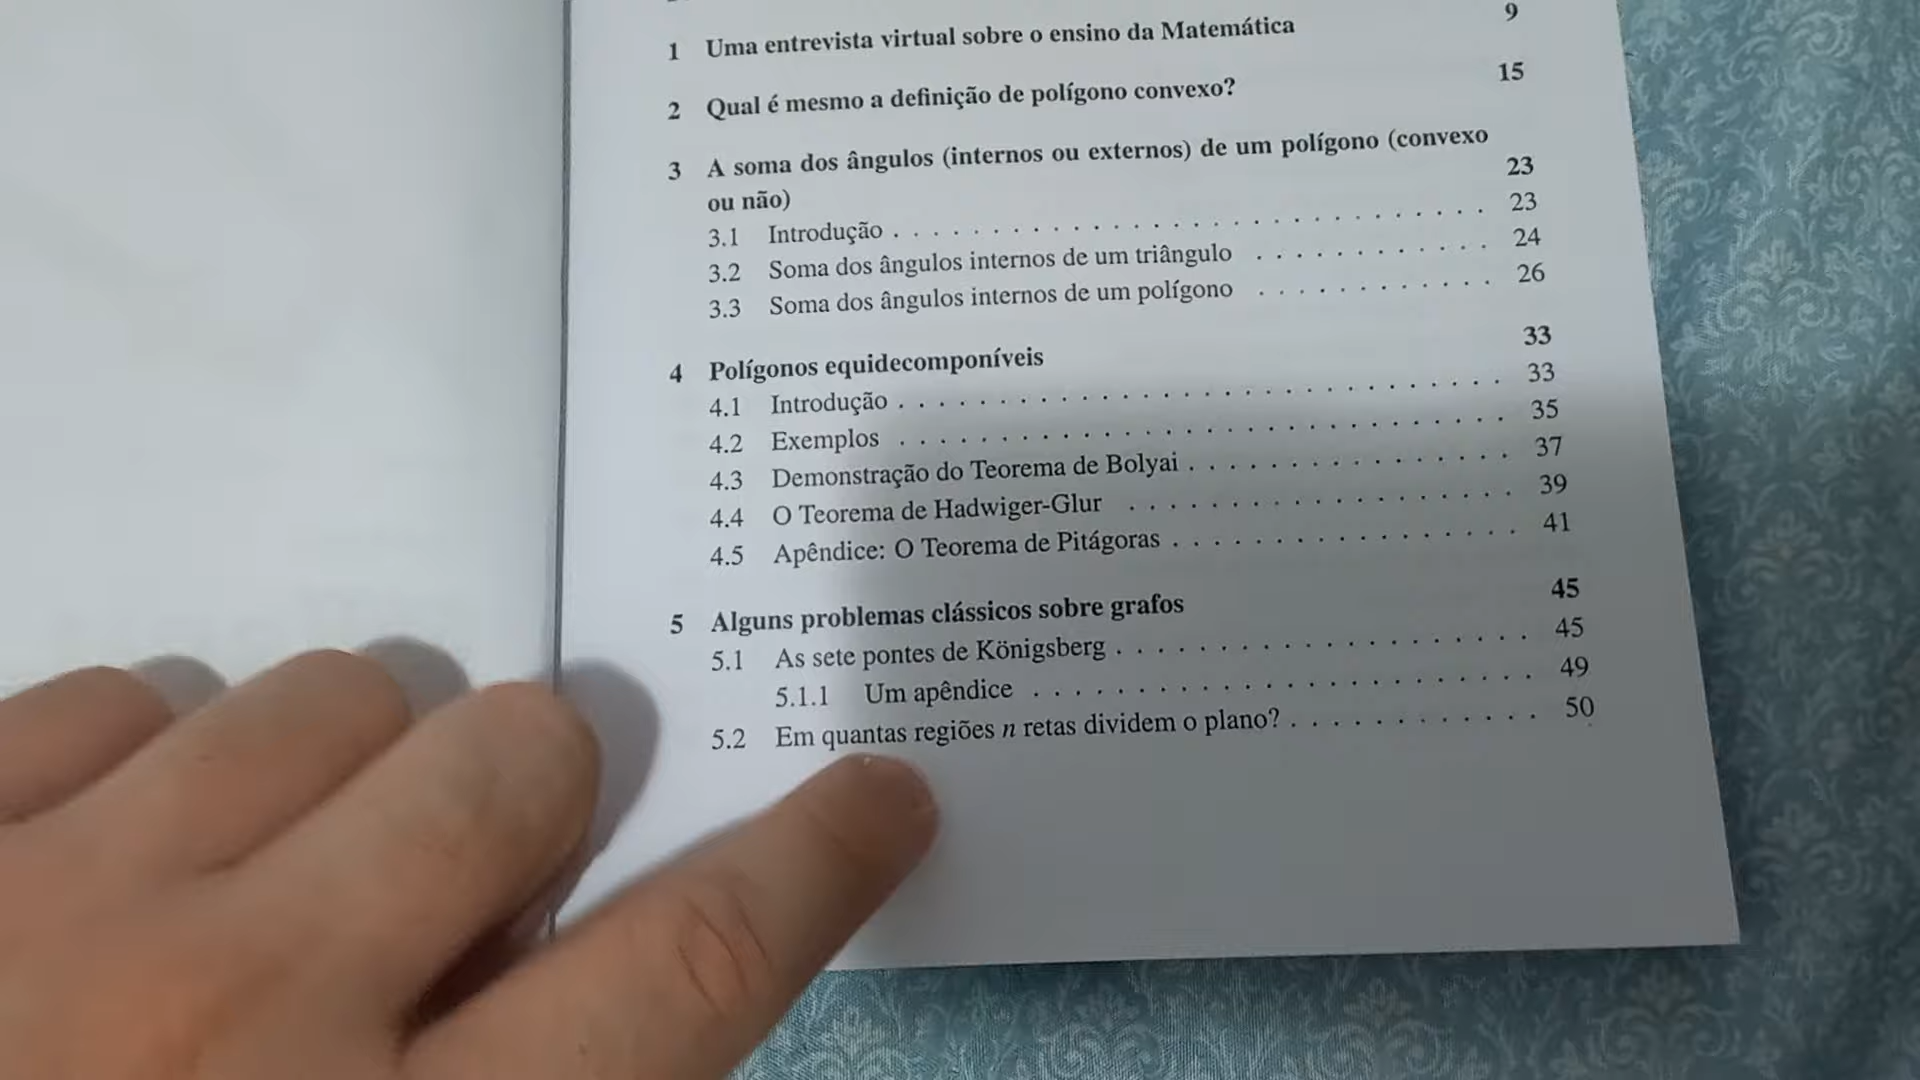 1 Uma entrevista virtual sobre o ensino da Matemática 9
2 Qual é mesmo a definição de polígono convexo? 15
3 A soma dos ângulos (internos ou externos) de um polígono (convexo
ou não) 23
3.1 Introdução . . . . . . . . . . . . . . . . . . . . . . . . . . 23
3.2 Soma dos ângulos internos de um triângulo . . . . . . . . . . . 24
3.3 Soma dos ângulos internos de um polígono . . . . . . . . . . . 26
4 Polígonos equidecomponíveis 33
4.1 Introdução . . . . . . . . . . . . . . . . . . . . . . . . . . 33
4.2 Exemplos . . . . . . . . . . . . . . . . . . . . . . . . . . 35
4.3 Demonstração do Teorema de Bolyai . . . . . . . . . . . . . . 37
4.4 O Teorema de Hadwiger-Glur . . . . . . . . . . . . . . . . . 39
4.5 Apêndice: O Teorema de Pitágoras . . . . . . . . . . . . . . . 41
5 Alguns problemas clássicos sobre grafos 45
5.1 As sete pontes de Königsberg . . . . . . . . . . . . . . . . . . 45
5.1.1 Um apêndice . . . . . . . . . . . . . . . . . . . . . . 49
5.2 Em quantas regiões n retas dividem o plano? . . . . . . . . . . . 50